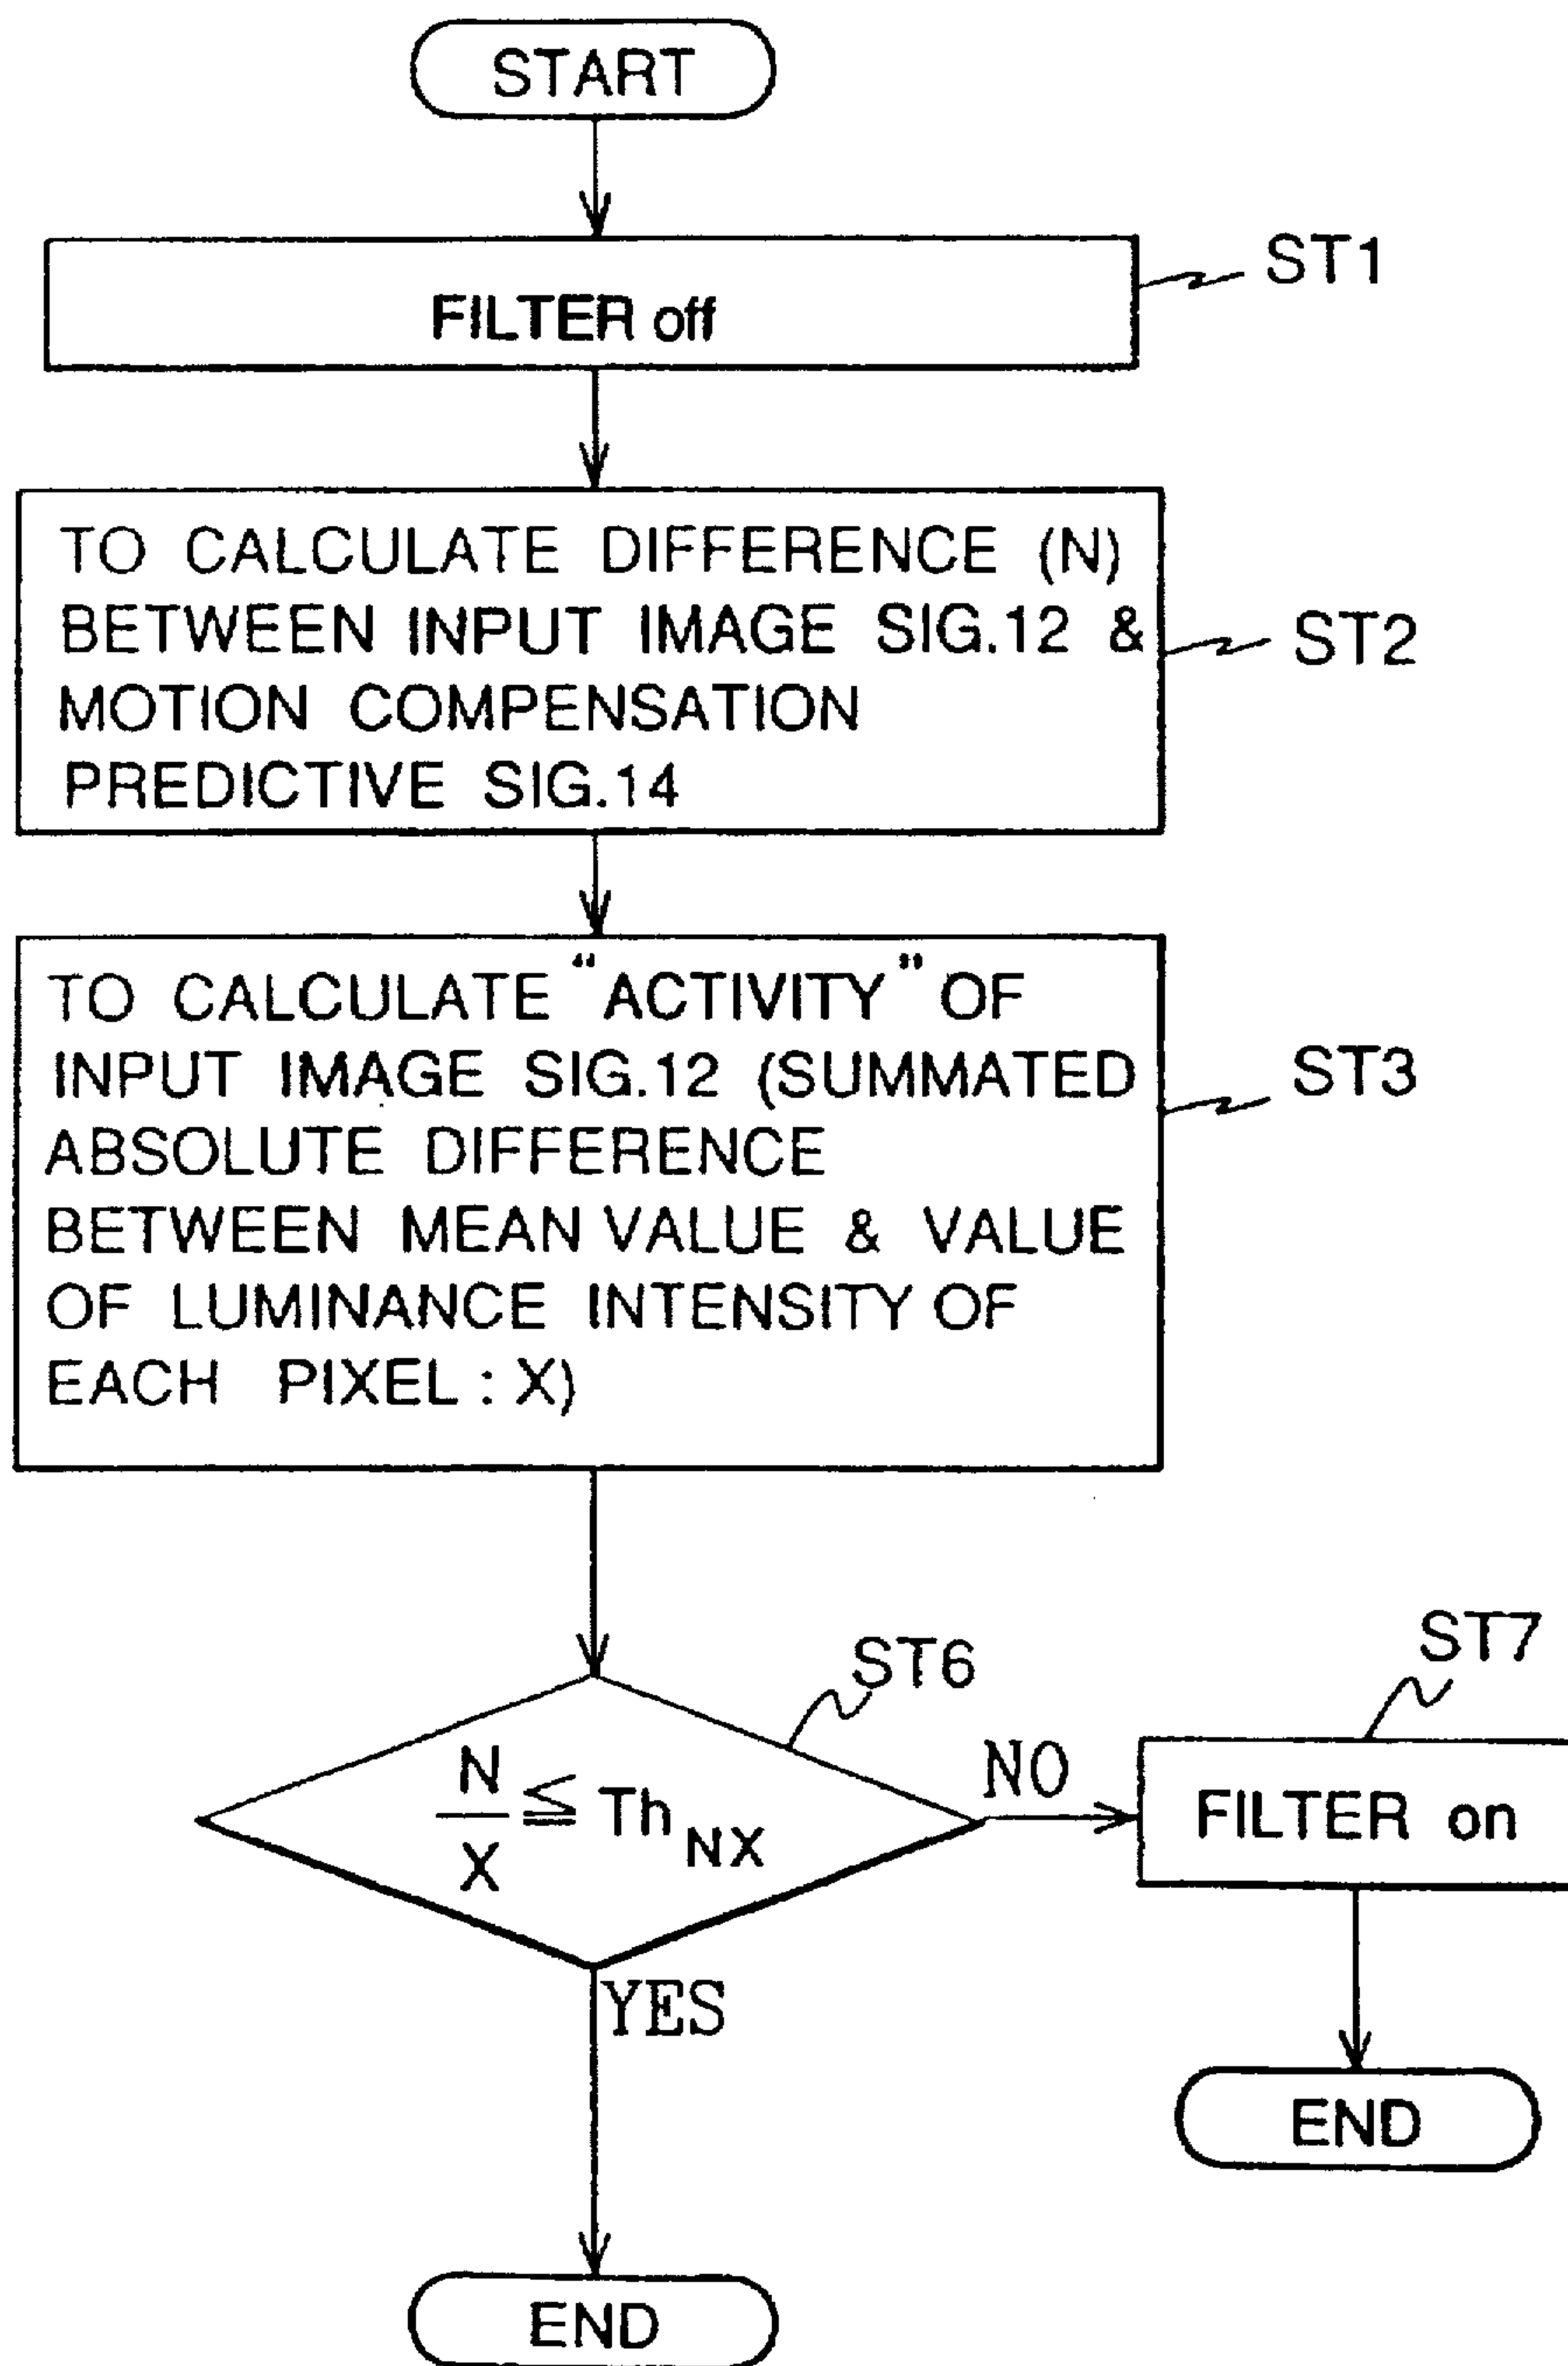 START
FILTER off
ST1
TO CALCULATE DIFFERENCE (N)
BETWEEN INPUT IMAGE SIG.12 &
MOTION COMPENSATION
PREDICTIVE SIG.14
ST2
TO CALCULATE "ACTIVITY" OF
INPUT IMAGE SIG.12 (SUMMATED
ABSOLUTE DIFFERENCE
BETWEEN MEAN VALUE & VALUE
OF LUMINANCE INTENSITY OF
EACH PIXEL : X)
ST3
ST6
N
X
≦ Th NX
NO
YES
ST7
FILTER on
END
END